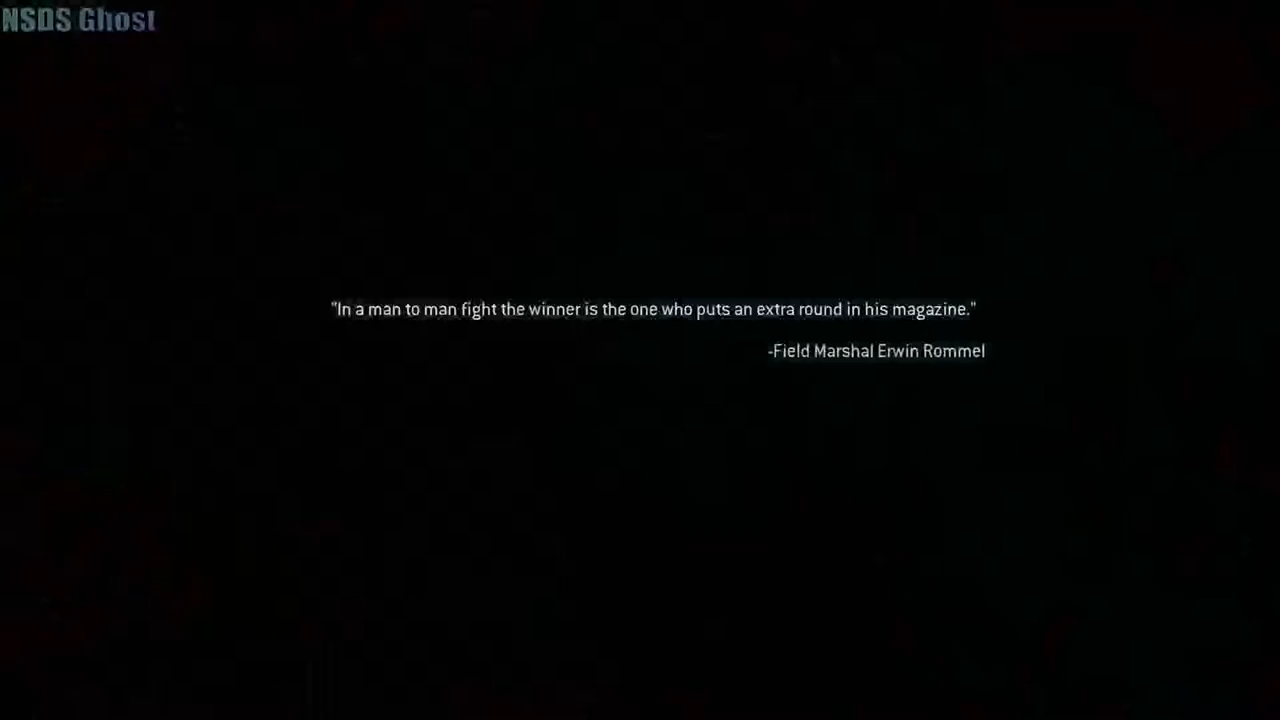 NSDS Ghost
"In a man to man fight the winner is the one who puts an extra round in his magazine."
-Field Marshal Erwin Rommel